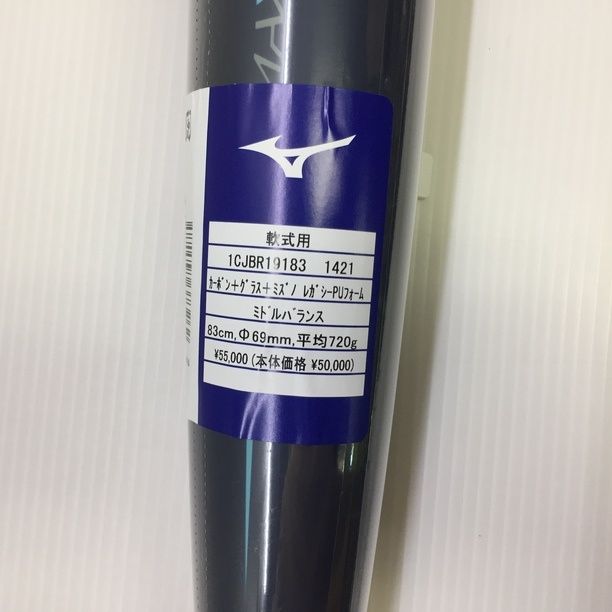 軟式用
1CJBR19183 1421
ｶｰﾎﾞﾝ+ｸﾞﾗｽ+ﾐｽﾞﾉ ﾚｶﾞｼｰPUﾌｫｰﾑ
ﾐﾄﾞﾙﾊﾞﾗﾝｽ
83cm,Φ69mm,平均720g
¥55,000(本体価格 ¥50,000)